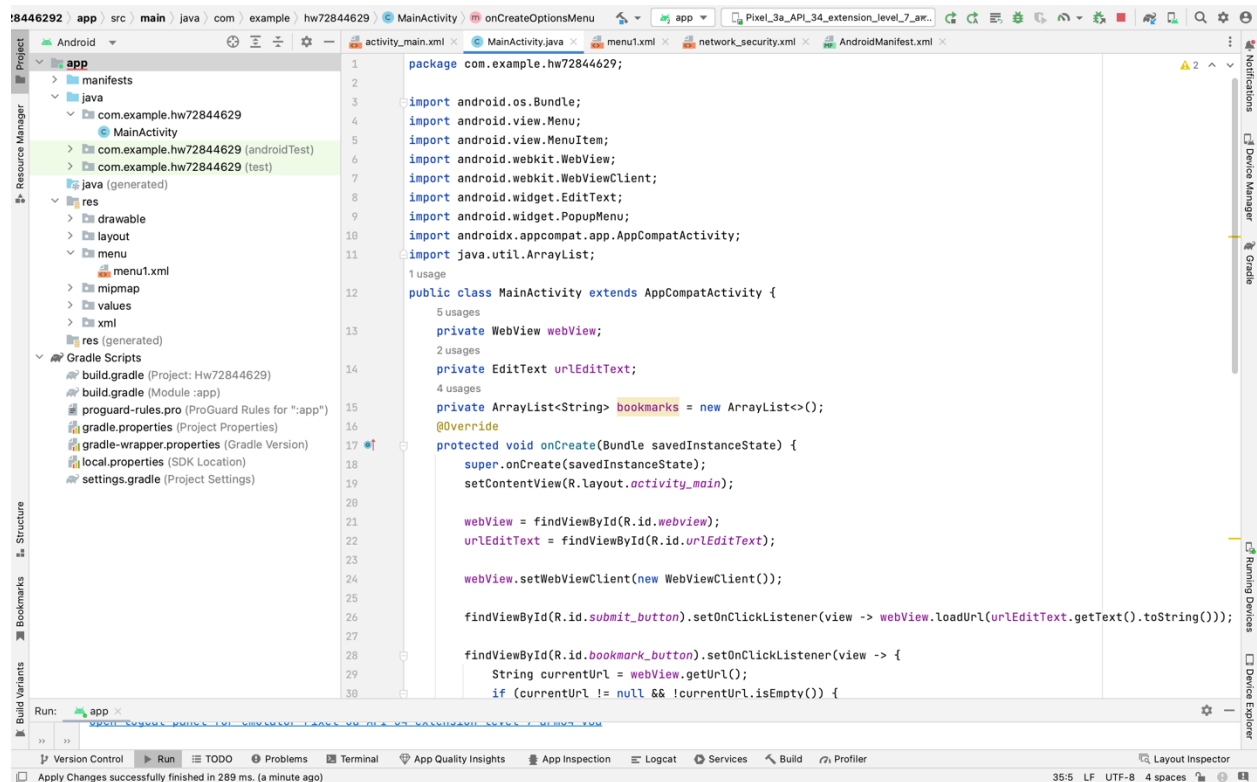 28446292 〉 app 〉 src 〉 main 〉 java 〉 com 〉 example 〉 hw72844629 〉 MainActivity 〉 onCreateOptionsMenu app Pixel_3a_API_34_extension_level_7_ar...
Android
activity_main.xml MainActivity.java menu1.xml network_security.xml AndroidManifest.xml
Project
Resource Manager
Structure
Bookmarks
Build Variants
app
manifests
java
com.example.hw72844629
MainActivity
com.example.hw72844629 (androidTest)
com.example.hw72844629 (test)
java (generated)
res
drawable
layout
menu
menu1.xml
mipmap
values
xml
res (generated)
Gradle Scripts
build.gradle (Project: Hw72844629)
build.gradle (Module :app)
proguard-rules.pro (ProGuard Rules for ":app")
gradle.properties (Project Properties)
gradle-wrapper.properties (Gradle Version)
local.properties (SDK Location)
settings.gradle (Project Settings)
1 package com.example.hw72844629; 2
2
3 import android.os.Bundle;
4 import android.view.Menu;
5 import android.view.MenuItem;
6 import android.webkit.WebView;
7 import android.webkit.WebViewClient;
8 import android.widget.EditText;
9 import android.widget.PopupMenu;
10 import androidx.appcompat.app.AppCompatActivity;
11 import java.util.ArrayList;
1 usage
12 public class MainActivity extends AppCompatActivity {
5 usages
13 private WebView webView;
2 usages
14 private EditText urlEditText;
4 usages
15 private ArrayList<String> bookmarks = new ArrayList<>();
16 @Override
17 protected void onCreate(Bundle savedInstanceState) {
18 super.onCreate(savedInstanceState);
19 setContentView(R.layout.activity_main);
20
21 webView = findViewById(R.id.webview);
22 urlEditText = findViewById(R.id.urlEditText);
23
24 webView.setWebViewClient(new WebViewClient());
25
26 findViewById(R.id.submit_button).setOnClickListener(view -> webView.loadUrl(urlEditText.getText().toString()));
27
28 findViewById(R.id.bookmark_button).setOnClickListener(view -> {
29 String currentUrl = webView.getUrl();
30 if (currentUrl != null && !currentUrl.isEmpty()) {
Notifications
Device Manager
Gradle
Running Devices
Device Explorer
Run: app
Version Control Run TODO Problems Terminal App Quality Insights App Inspection Logcat Services Build Profiler Layout Inspector
Apply Changes successfully finished in 289 ms. (a minute ago) 35:5 LF UTF-8 4 spaces